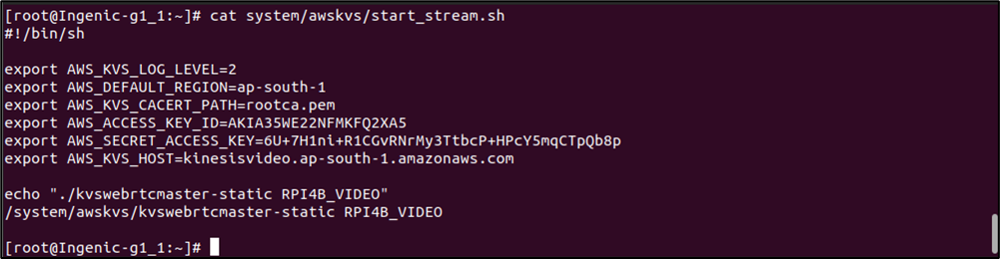 [root@Ingenic-g1_1:~]# cat system/awskvs/start_stream.sh
#!/bin/sh
export AWS_KVS_LOG_LEVEL=2
export AWS_DEFAULT_REGION=ap-south-1
export AWS_KVS_CACERT_PATH=rootca.pem
export AWS_ACCESS_KEY_ID=AKIA35WE22NFMKFQ2XA5
export AWS_SECRET_ACCESS_KEY=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
export AWS_KVS_HOST=kinesisvideo.ap-south-1.amazonaws.com
echo "./kvswebrtcmaster-static RPI4B_VIDEO"
/system/awskvs/kvswebrtcmaster-static RPI4B_VIDEO
[root@Ingenic-g1_1:~]#